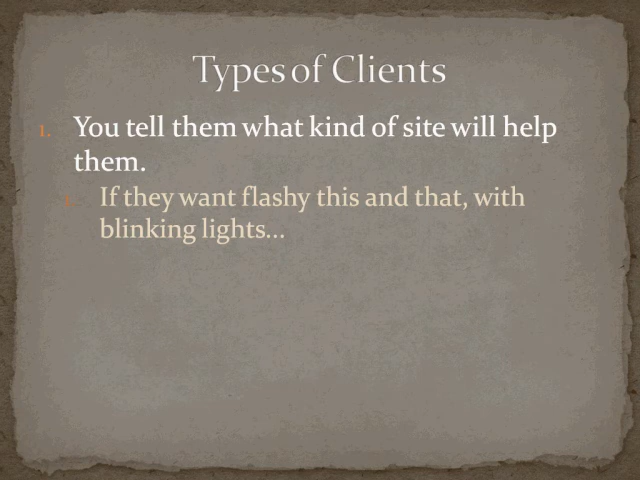 Types of Clients
1. You tell them what kind of site will help
them.
1. If they want flashy this and that, with
blinking lights...